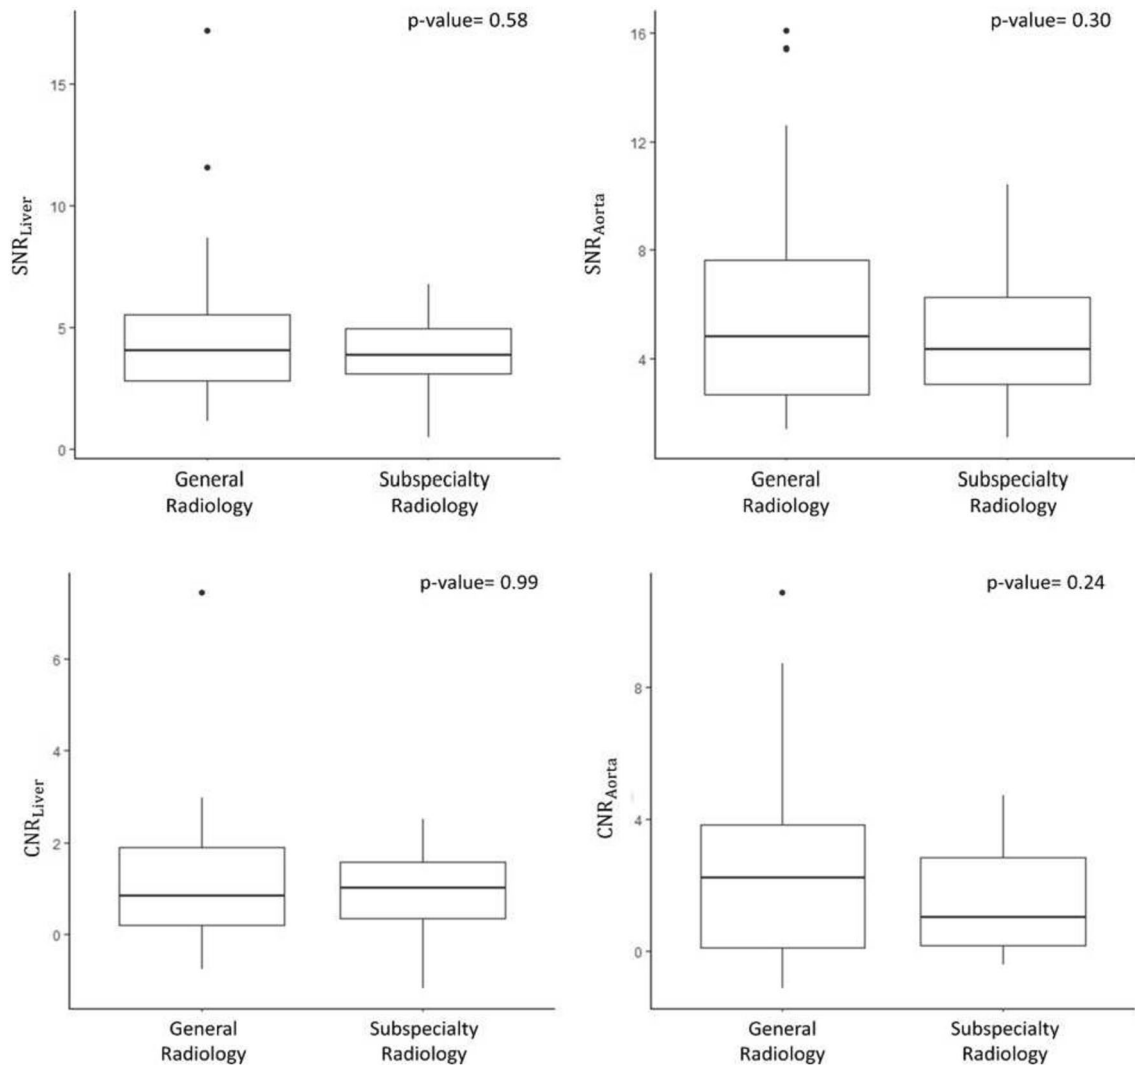 p-value= 0.58
15
10
5
0
SNRLiver
General
Radiology
Subspecialty
Radiology
p-value= 0.30
16
12
8
4
SNRAorta
General
Radiology
Subspecialty
Radiology
p-value= 0.99
6
4
2
0
CNRLiver
General
Radiology
Subspecialty
Radiology
p-value= 0.24
8
4
0
CNRAorta
General
Radiology
Subspecialty
Radiology